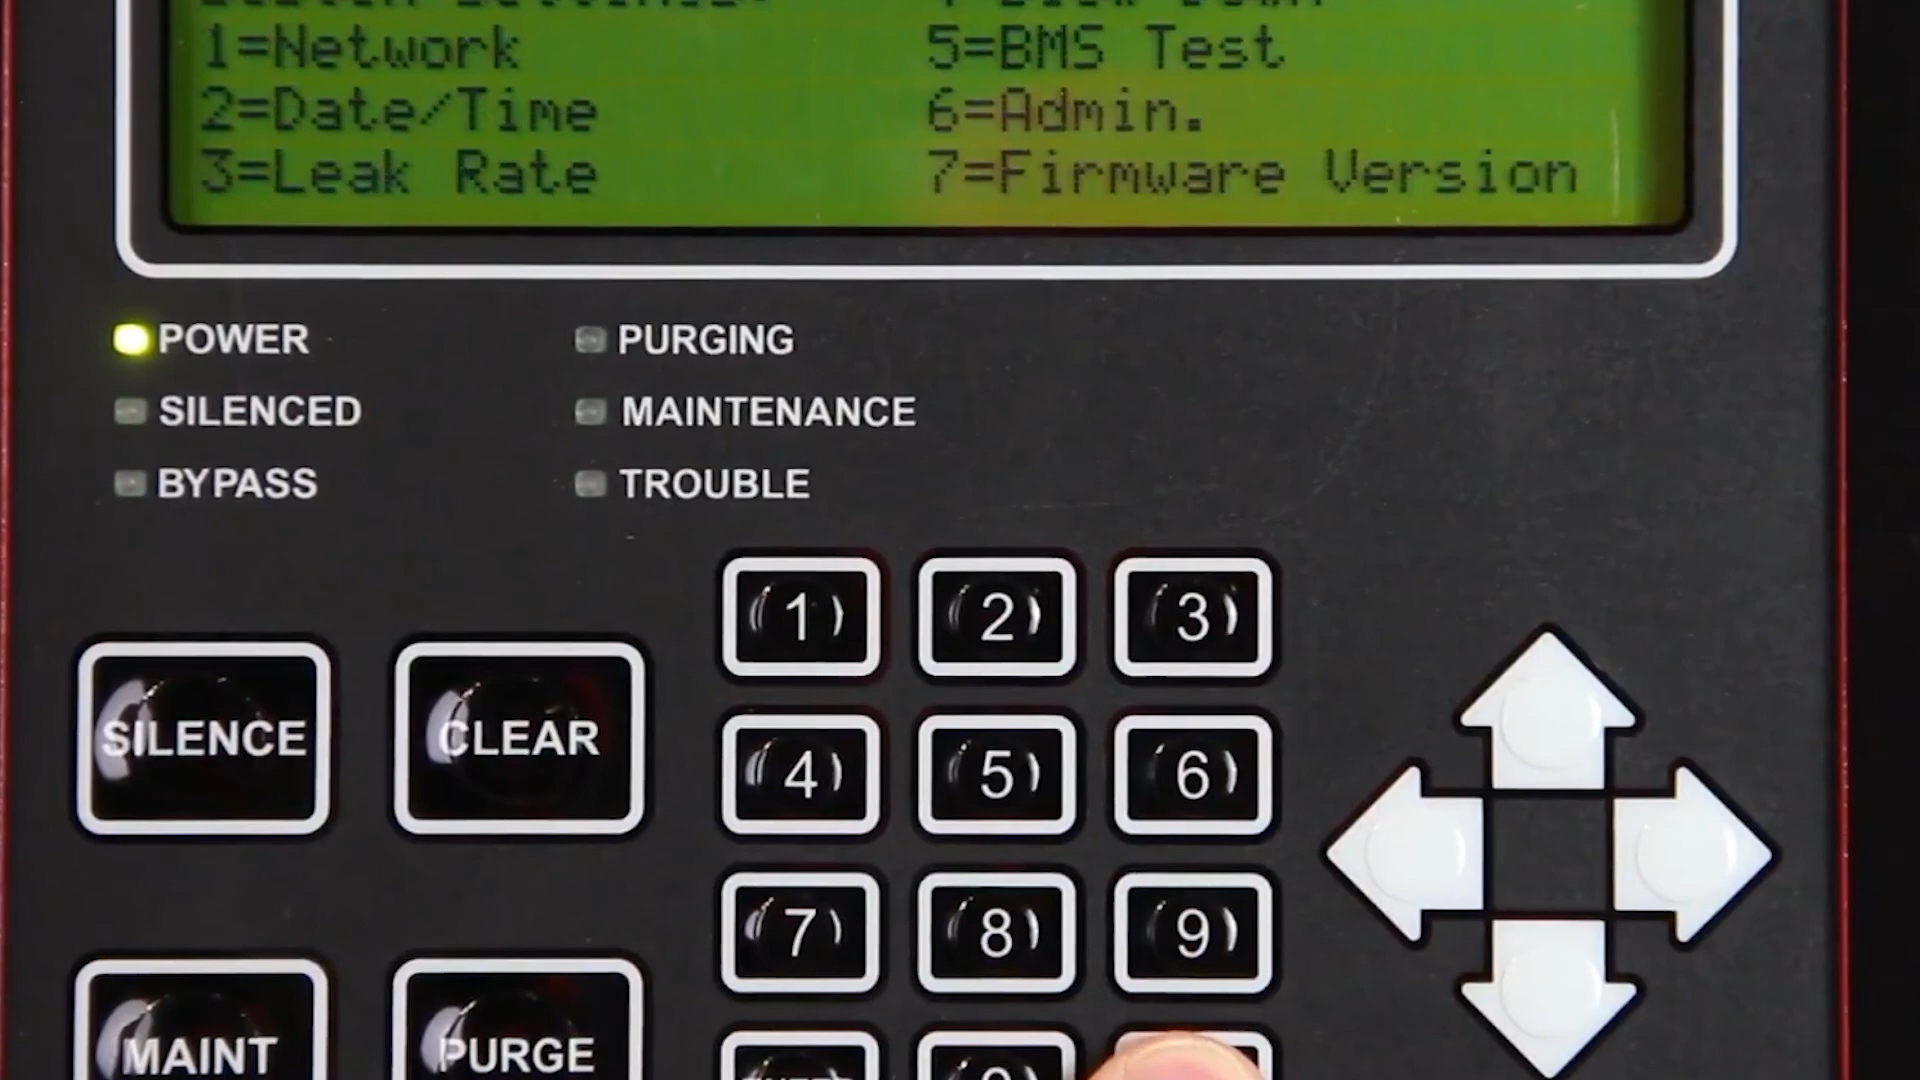 1=Network
5=BMS Test
2=Date/Time
6=Admin.
3=Leak Rate
7=Firmware Version
POWER
PURGING
SILENCED
MAINTENANCE
BYPASS
TROUBLE
1
2
3
SILENCE
CLEAR
4
5
6
7
8
9
MAINT
PURGE